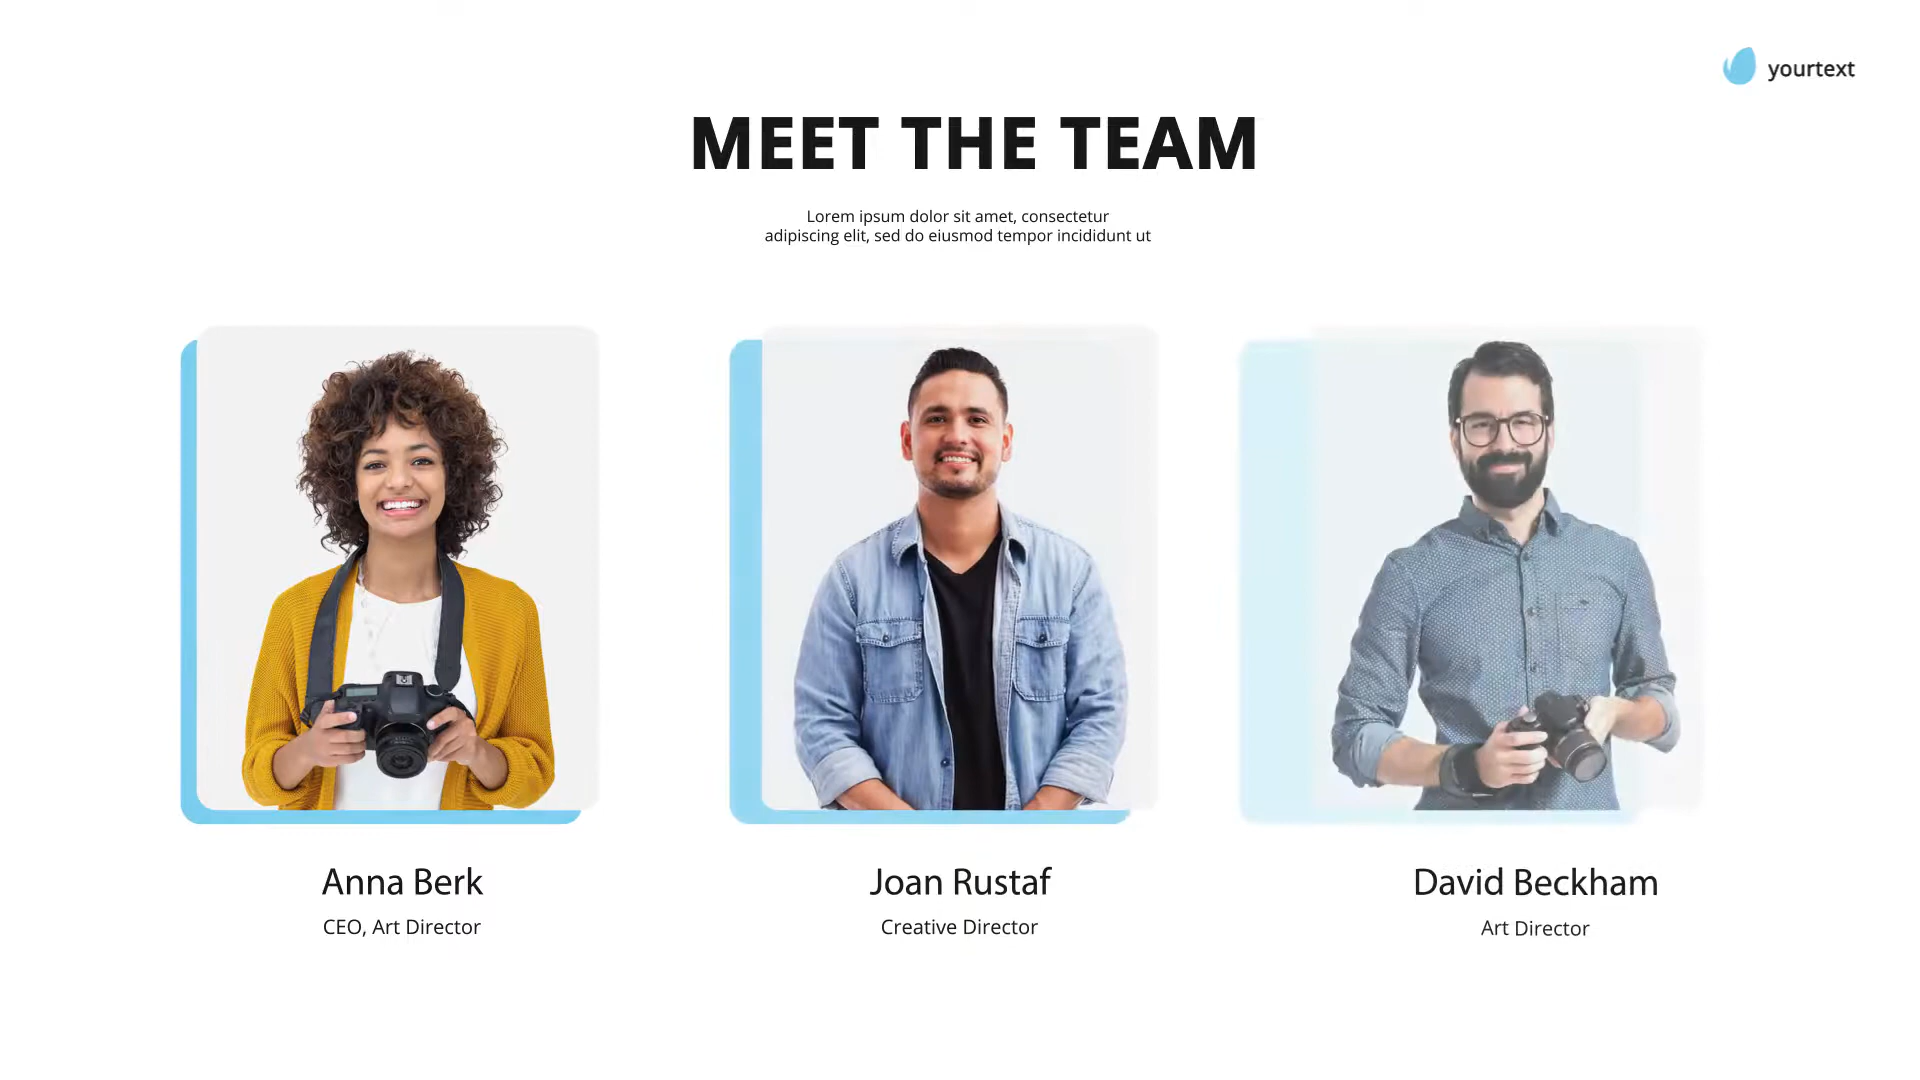 yourtext
MEET THE TEAM
Lorem ipsum dolor sit amet, consectetur
adipiscing elit, sed do eiusmod tempor incididunt ut
Anna Berk
CEO, Art Director
Joan Rustaf
Creative Director
David Beckham
Art Director